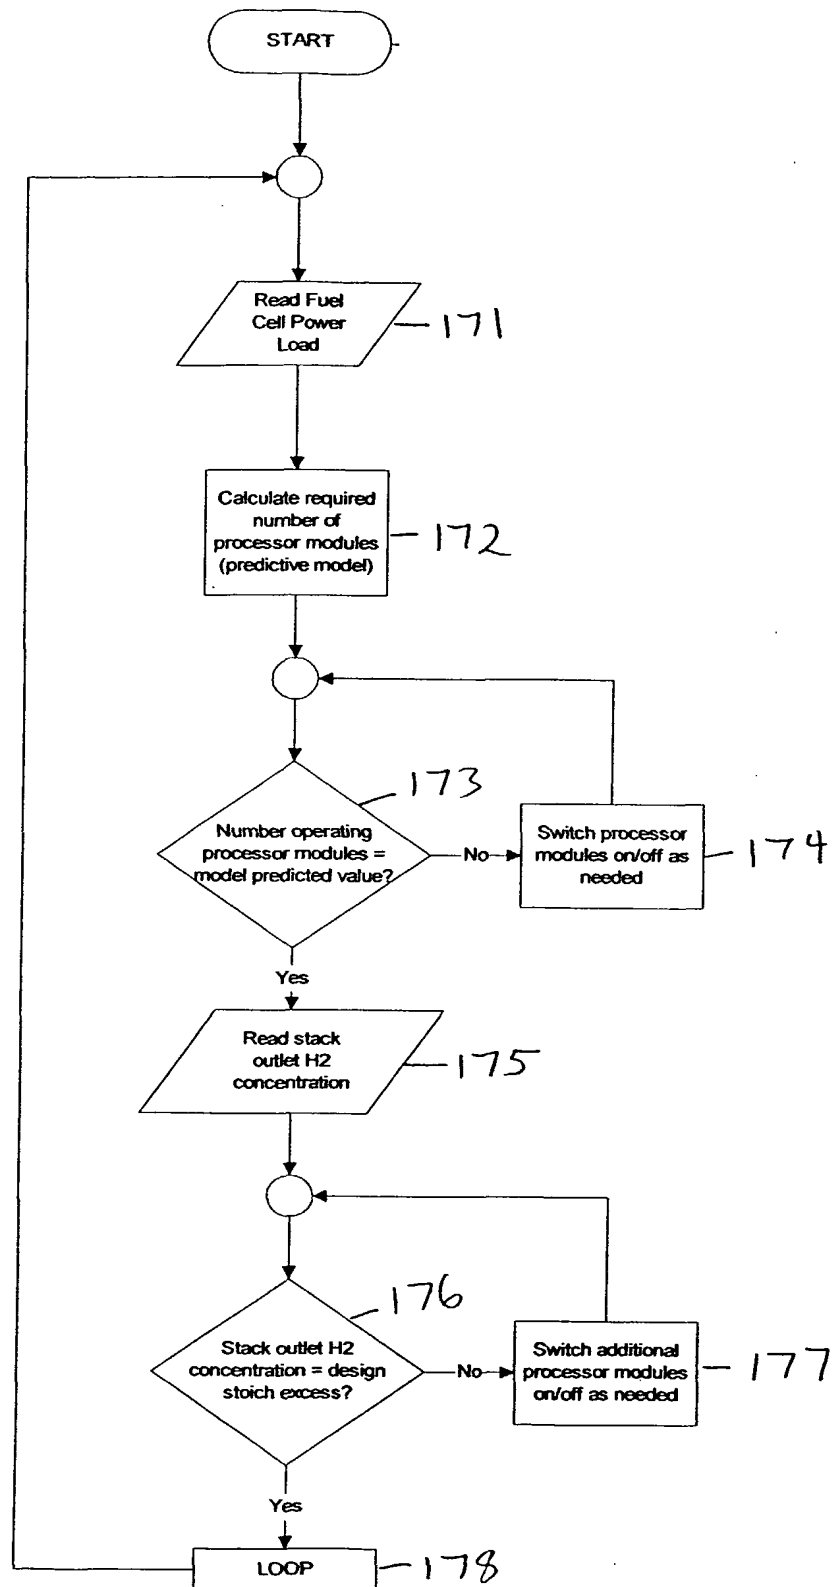 START
Read Fuel
Cell Power
Load
171
Calculate required
number of
processor modules
(predictive model)
172
173
Number operating
processor modules =
model predicted value?
No
Switch processor
modules on/off as
needed
174
Yes
Read stack
outlet H2
concentration
175
176
Stack outlet H2
concentration = design
stoich excess?
No
Switch additional
processor modules
on/off as needed
177
Yes
LOOP
178